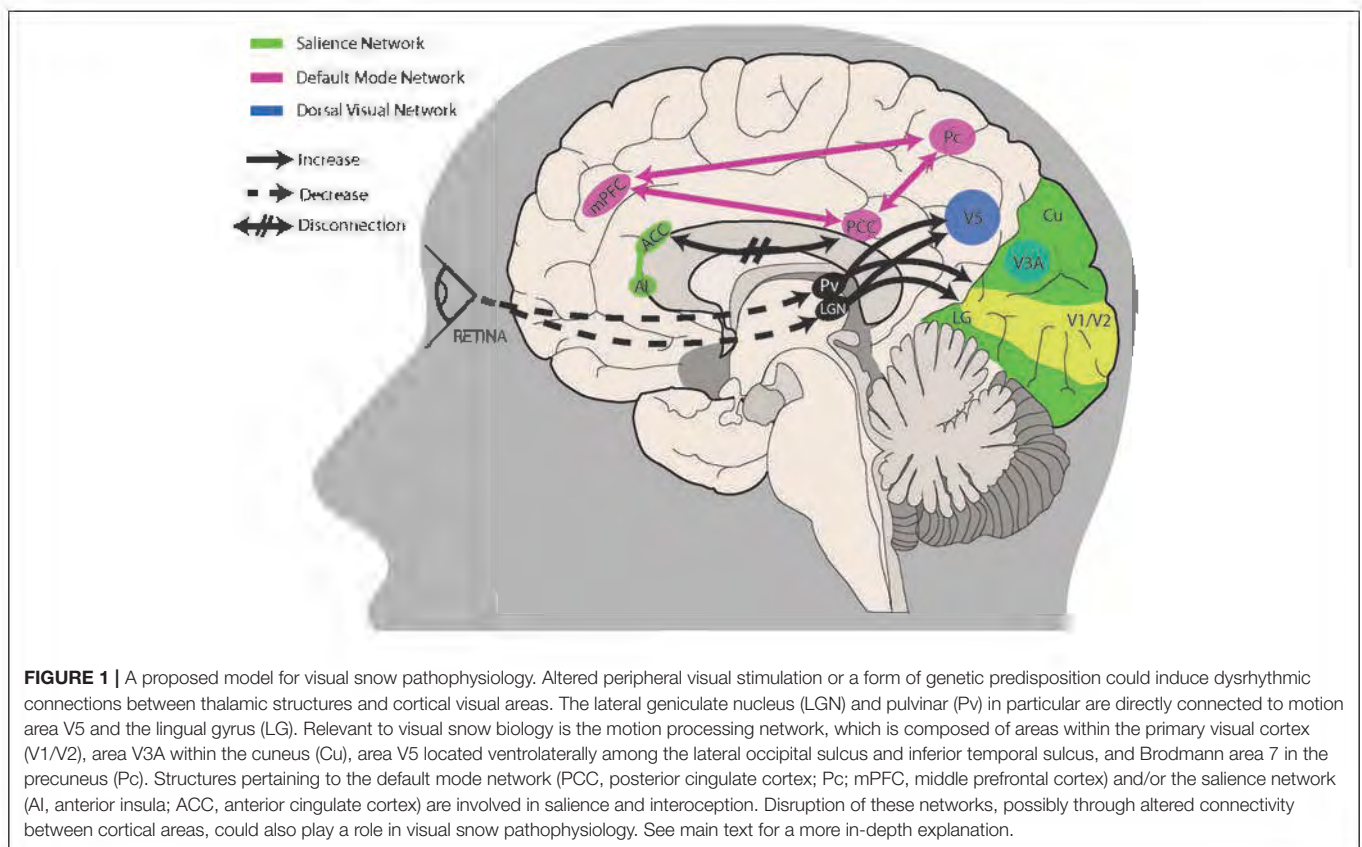 Salience Network
Default Mode Network
Dorsal Visual Network
Increase
Decrease
Disconnection
Pc
mPFC
V5
Cu
PCC
ACC
V3A
AI
Pv
LGN
LG
V1/V2
RETINA
FIGURE 1 | A proposed model for visual snow pathophysiology. Altered peripheral visual stimulation or a form of genetic predisposition could induce dysrhythmic
connections between thalamic structures and cortical visual areas. The lateral geniculate nucleus (LGN) and pulvinar (Pv) in particular are directly connected to motion
area V5 and the lingual gyrus (LG). Relevant to visual snow biology is the motion processing network, which is composed of areas within the primary visual cortex
(V1/V2), area V3A within the cuneus (Cu), area V5 located ventrolaterally among the lateral occipital sulcus and inferior temporal sulcus, and Brodmann area 7 in the
precuneus (Pc). Structures pertaining to the default mode network (PCC, posterior cingulate cortex; Pc; mPFC, middle prefrontal cortex) and/or the salience network
(AI, anterior insula; ACC, anterior cingulate cortex) are involved in salience and interoception. Disruption of these networks, possibly through altered connectivity
between cortical areas, could also play a role in visual snow pathophysiology. See main text for a more in-depth explanation.